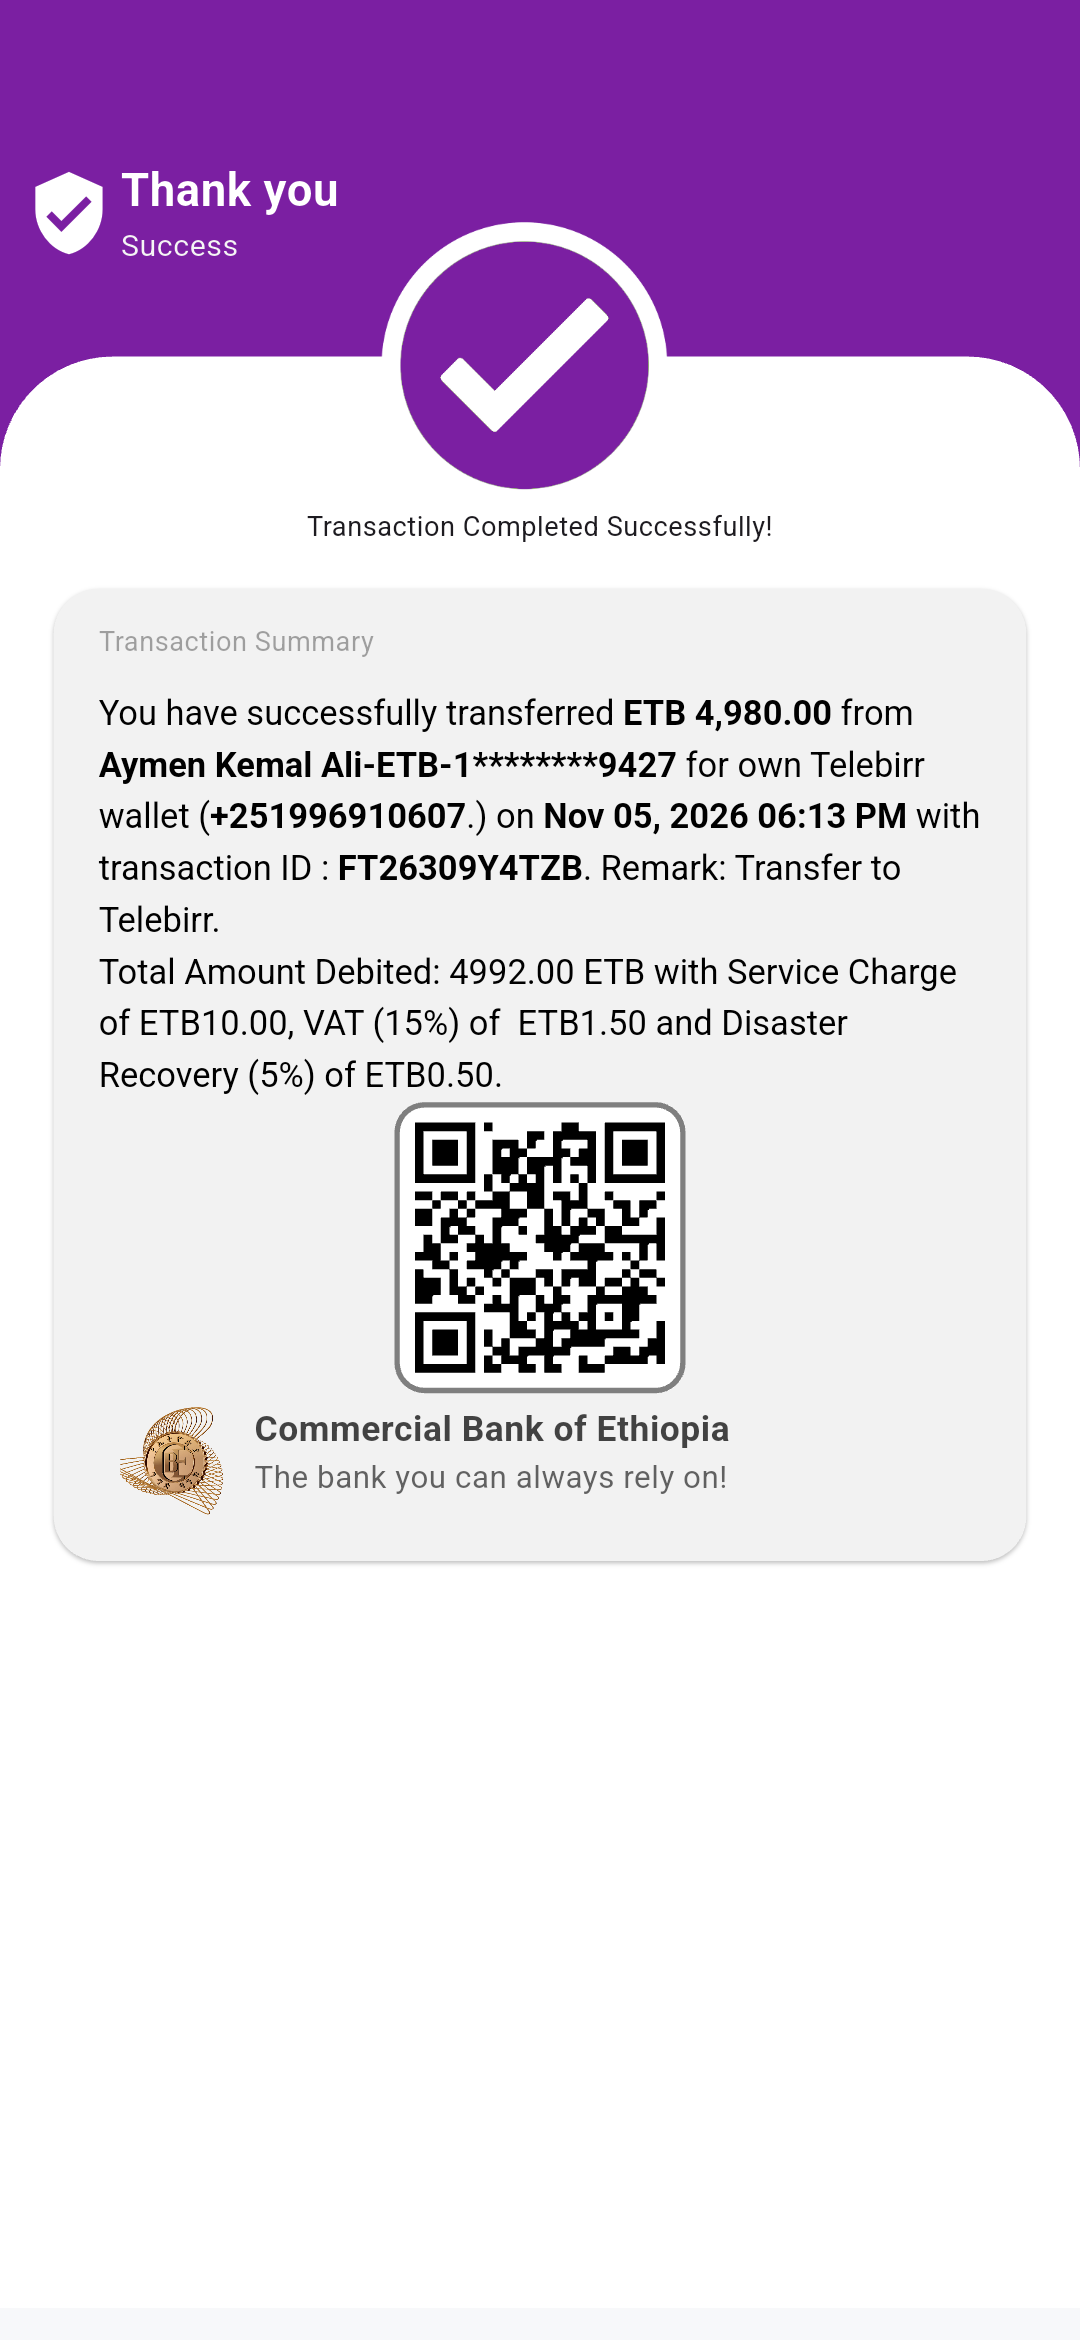 Thank you
Success
Transaction Completed Successfully!
Transaction Summary
You have successfully transferred ETB 4,980.00 from
Aymen Kemal Ali-ETB-1********9427 for own Telebirr
wallet (+251996910607.) on Nov 05, 2026 06:13 PM with
transaction ID : FT26309Y4TZB. Remark: Transfer to
Telebirr.
Total Amount Debited: 4992.00 ETB with Service Charge
of ETB10.00, VAT (15%) of  ETB1.50 and Disaster
Recovery (5%) of ETB0.50.
Commercial Bank of Ethiopia
The bank you can always rely on!